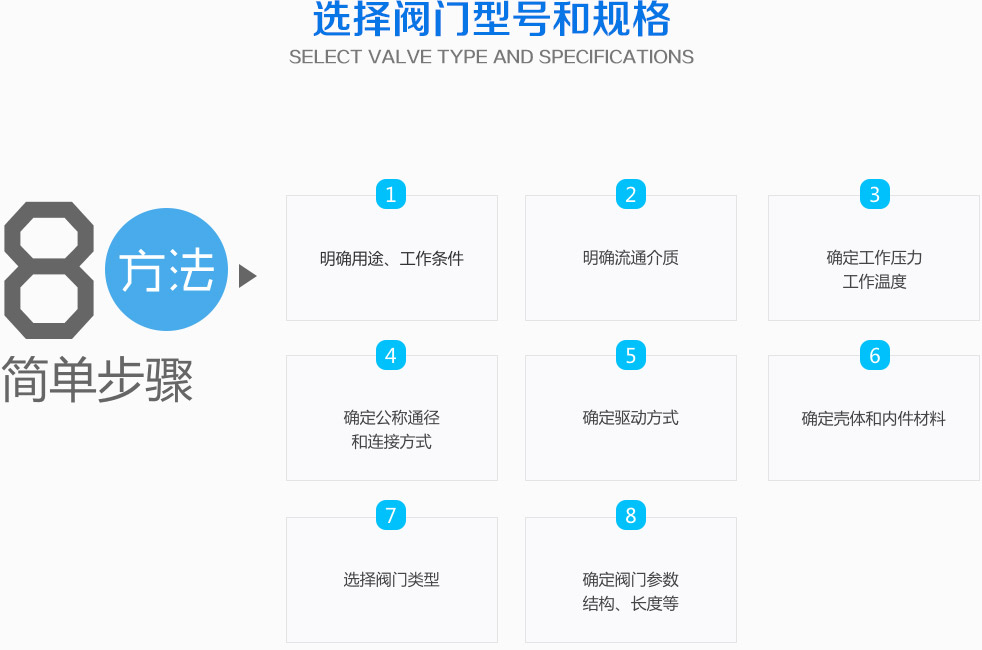 选择阀门型号和规格
SELECT VALVE TYPE AND SPECIFICATIONS
8
方法
简单步骤
1
明确用途、工作条件
2
明确流通介质
3
确定工作压力
工作温度
4
确定公称通径
和连接方式
5
确定驱动方式
6
确定壳体和内件材料
7
选择阀门类型
8
确定阀门参数
结构、长度等